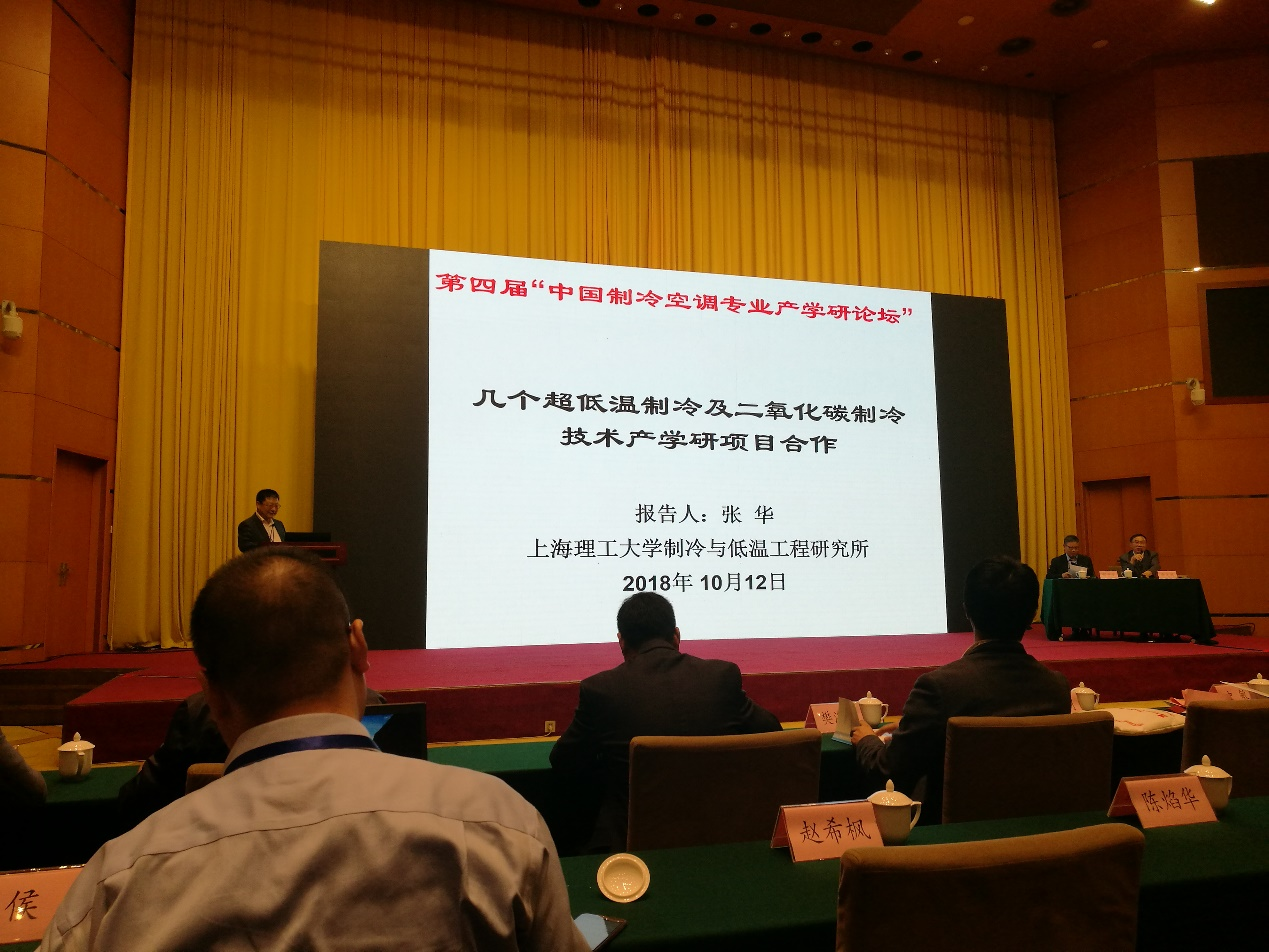 第四届“中国制冷空调专业产学研论坛”
几个超低温制冷及二氧化碳制冷
技术产学研项目合作
报告人：张 华
上海理工大学制冷与低温工程研究所
2018年 10月12日
樊
陈焰华
赵希枫
侯